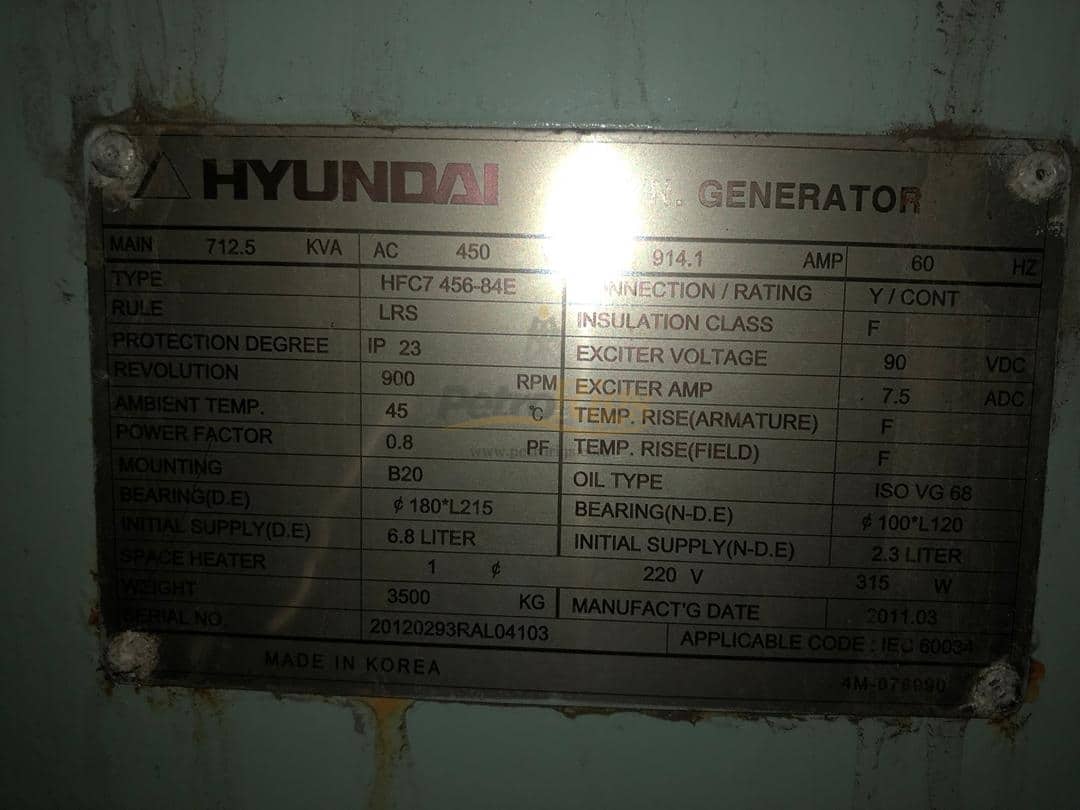 HYUNDAI GENERATOR
MAIN 712.5 KVA AC 450 914.1 AMP 60 HZ
TYPE HFC7 456-84E CONNECTION / RATING Y / CONT
RULE LRS INSULATION CLASS F
PROTECTION DEGREE IP 23 EXCITER VOLTAGE 90 VDC
REVOLUTION 900 RPM EXCITER AMP 7.5 ADC
AMBIENT TEMP. 45 ℃ TEMP. RISE(ARMATURE) F
POWER FACTOR 0.8 PF TEMP. RISE(FIELD) F
MOUNTING B20 OIL TYPE ISO VG 68
BEARING(D.E) ¢ 180*L215 BEARING(N-D.E) ¢ 100*L120
INITIAL SUPPLY(D.E) 6.8 LITER INITIAL SUPPLY(N-D.E) 2.3 LITER
SPACE HEATER 1 ¢ 220 V 315 W
WEIGHT 3500 KG MANUFACT'G DATE 2011.03
SERIAL NO. 20120293RAL04103 APPLICABLE CODE : IEC 60034
MADE IN KOREA